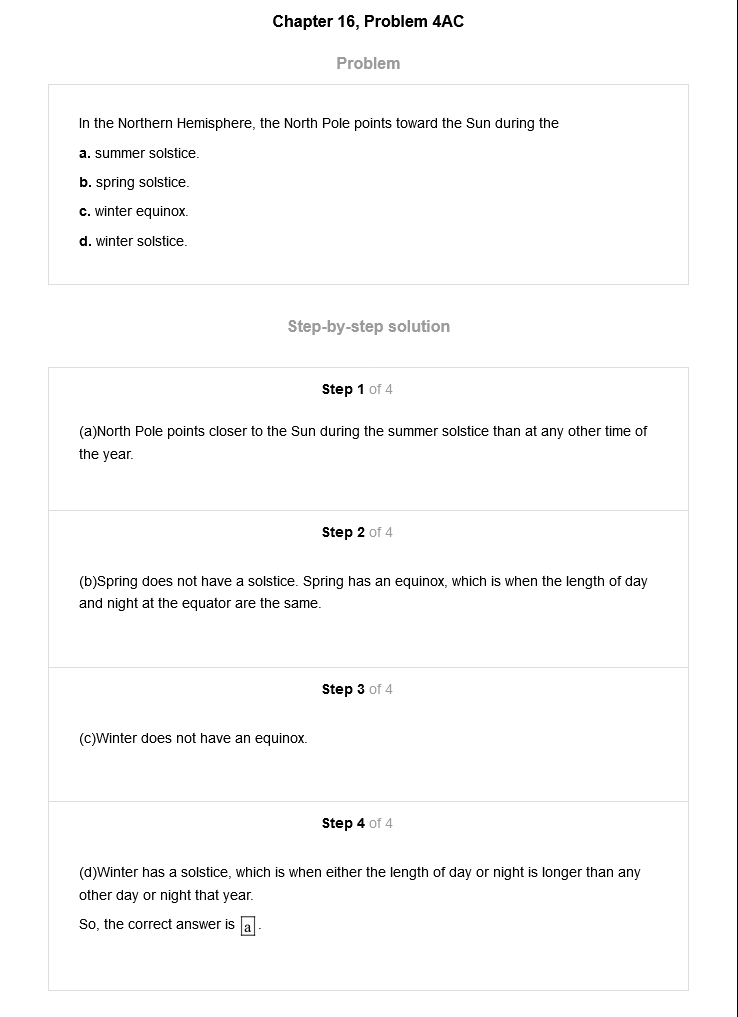 Chapter 16, Problem 4AC
Problem
In the Northern Hemisphere, the North Pole points toward the Sun during the
a. summer solstice.
b. spring solstice.
c. winter equinox.
d. winter solstice.
Step-by-step solution
Step 1 of 4
(a)North Pole points closer to the Sun during the summer solstice than at any other time of
the year.
Step 2 of 4
(b)Spring does not have a solstice. Spring has an equinox, which is when the length of day
and night at the equator are the same.
Step 3 of 4
(c)Winter does not have an equinox.
Step 4 of 4
(d)Winter has a solstice, which is when either the length of day or night is longer than any
other day or night that year.
So, the correct answer is a.